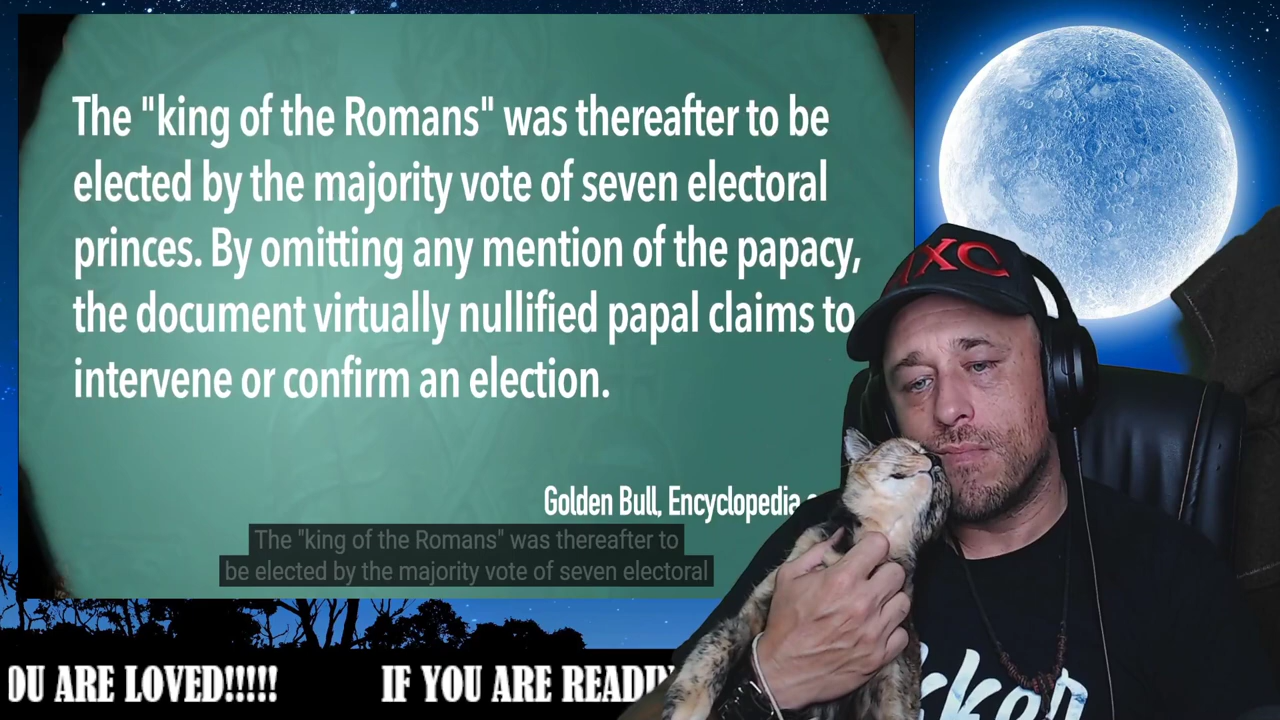 The "king of the Romans" was thereafter to be
elected by the majority vote of seven electoral
princes. By omitting any mention of the papacy,
the document virtually nullified papal claims to
intervene or confirm an election.
Golden Bull, Encyclopedia
The "king of the Romans" was thereafter to
be elected by the majority vote of seven electoral
OU ARE LOVED!!!!! IF YOU ARE READIN
XC